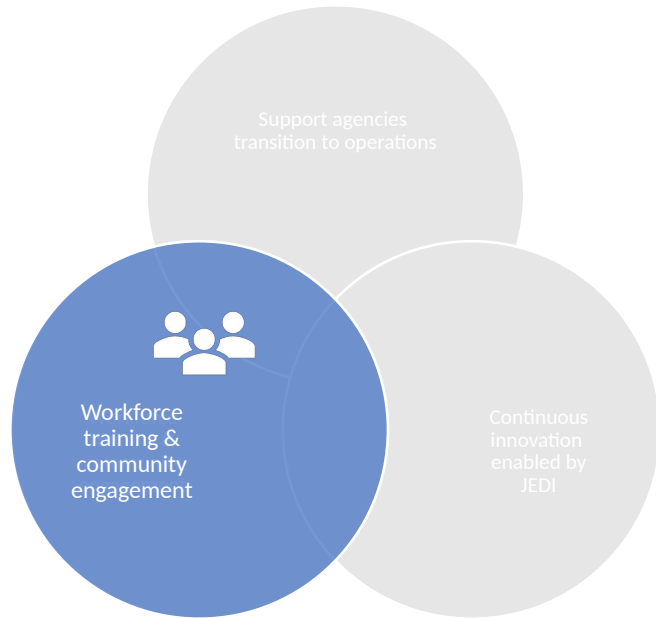 Support agencies
transition to operations
Workforce
training &
community
engagement
Continuous
innovation
enabled by
JEDI